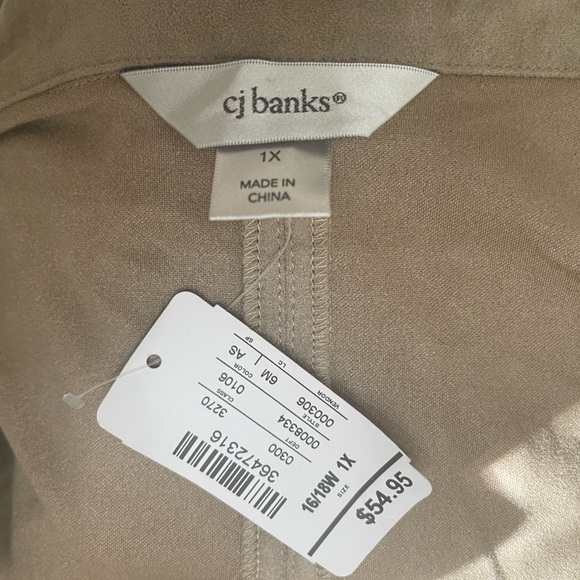 cj banks®
1X
MADE IN
CHINA
SP
LC
AS
COLOR
6M
VENDOR
000306
CLASS
0106
STYLE
0008334
3270
DEPT
0300
36472316
16/18W 1X
SIZE
$54.95